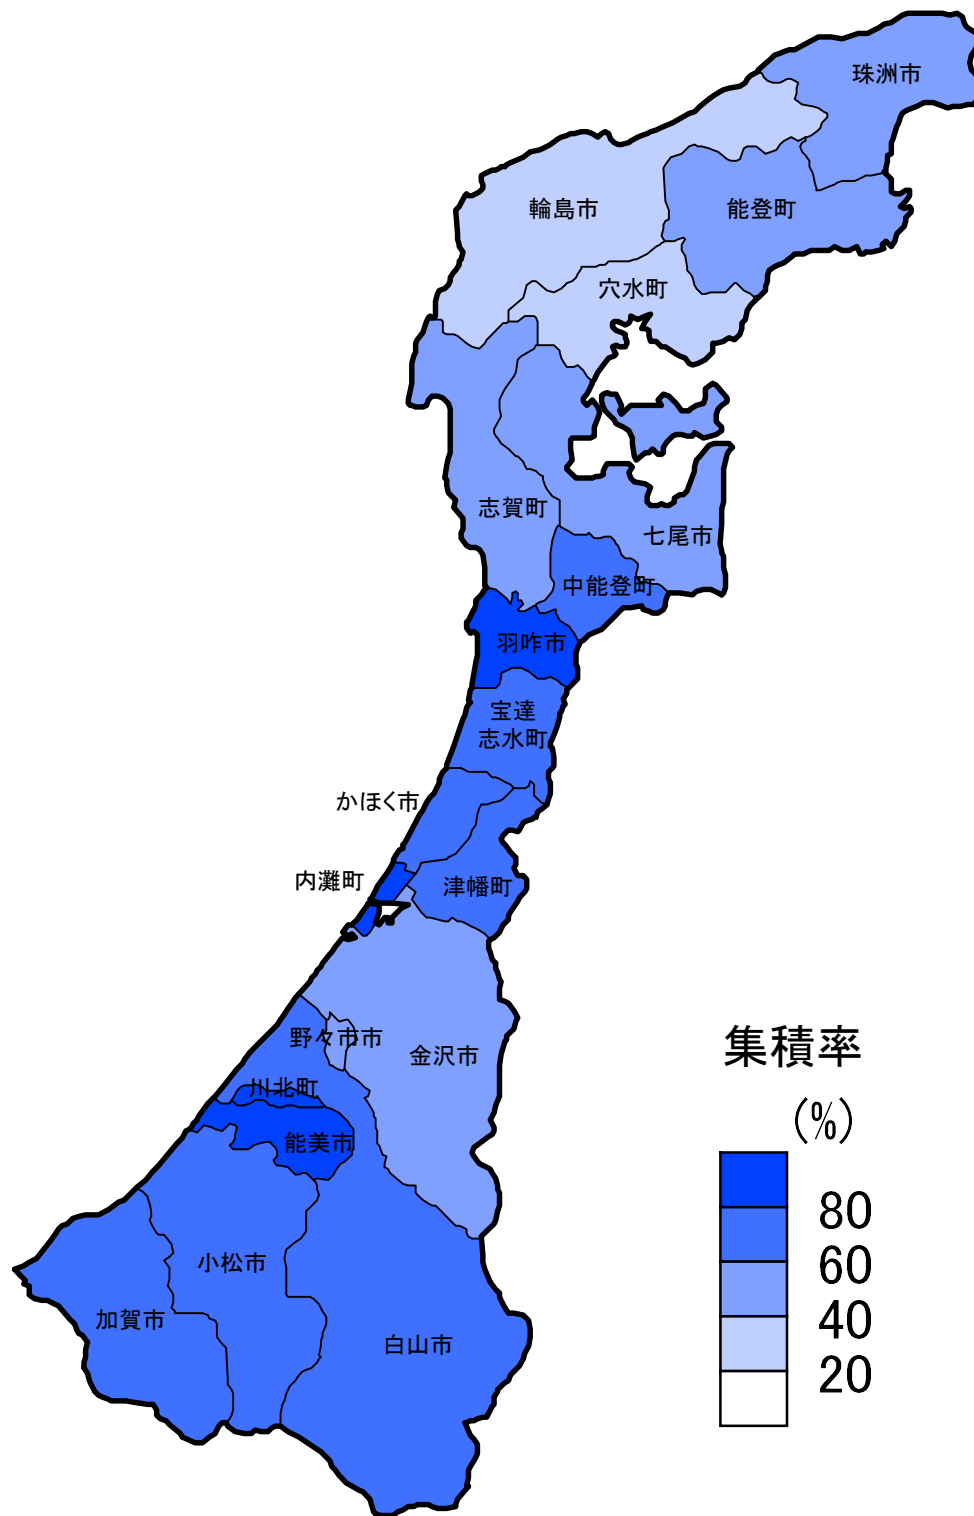 珠洲市
輪島市
能登町
穴水町
志賀町
七尾市
中能登町
羽咋市
宝達
志水町
かほく市
内灘町
津幡町
野々市市
金沢市
川北町
能美市
小松市
加賀市
白山市
集積率
(%)
80
60
40
20